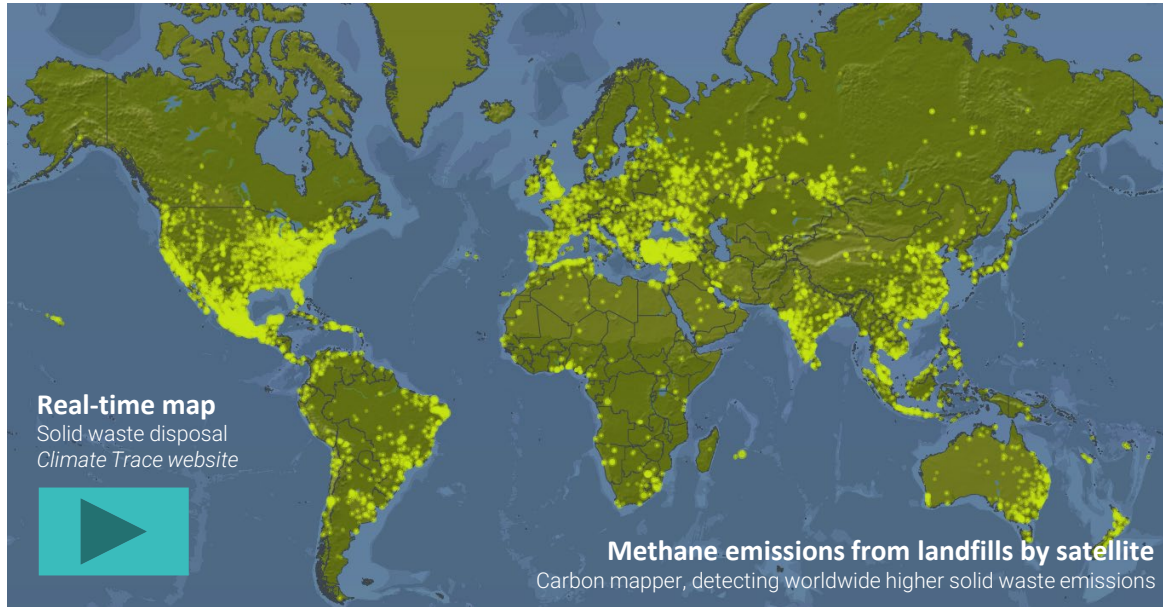 Real-time map
Solid waste disposal
Climate Trace website
Methane emissions from landfills by satellite
Carbon mapper, detecting worldwide higher solid waste emissions